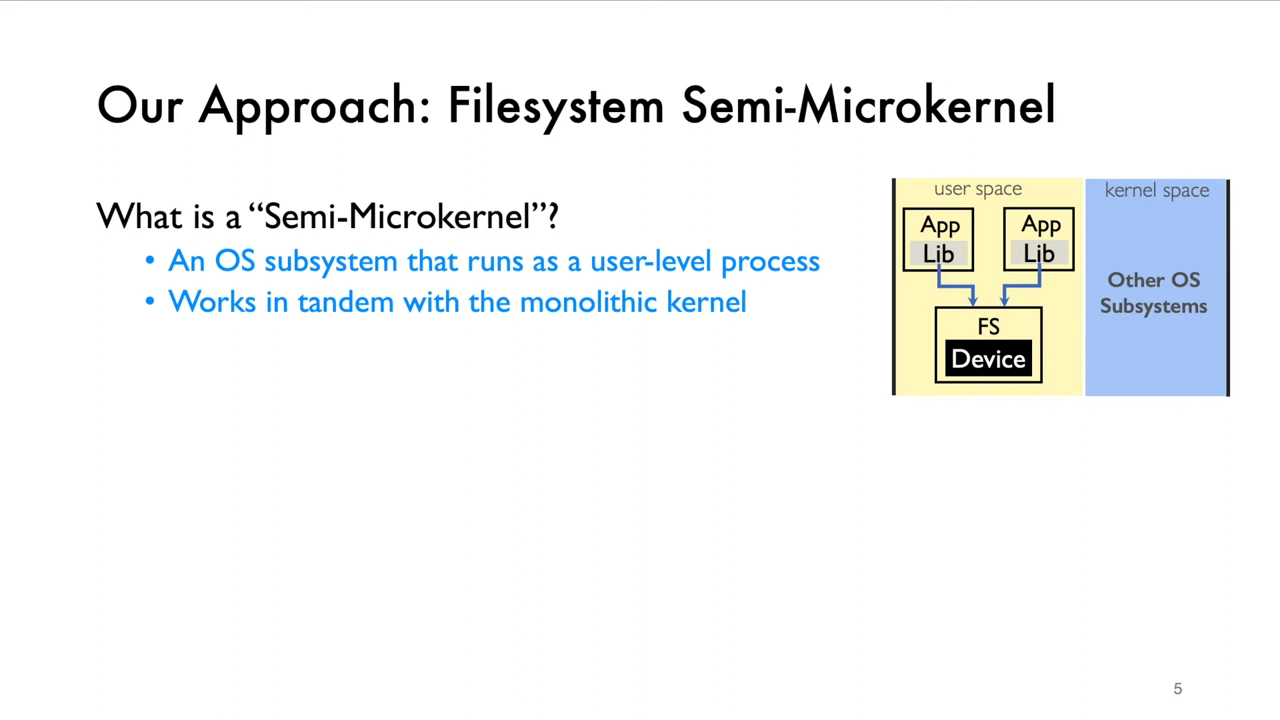 Our Approach: Filesystem Semi-Microkernel
What is a “Semi-Microkernel”?
• An OS subsystem that runs as a user-level process
• Works in tandem with the monolithic kernel
user space
kernel space
App
App
Lib
Lib
Other OS
Subsystems
FS
Device
5